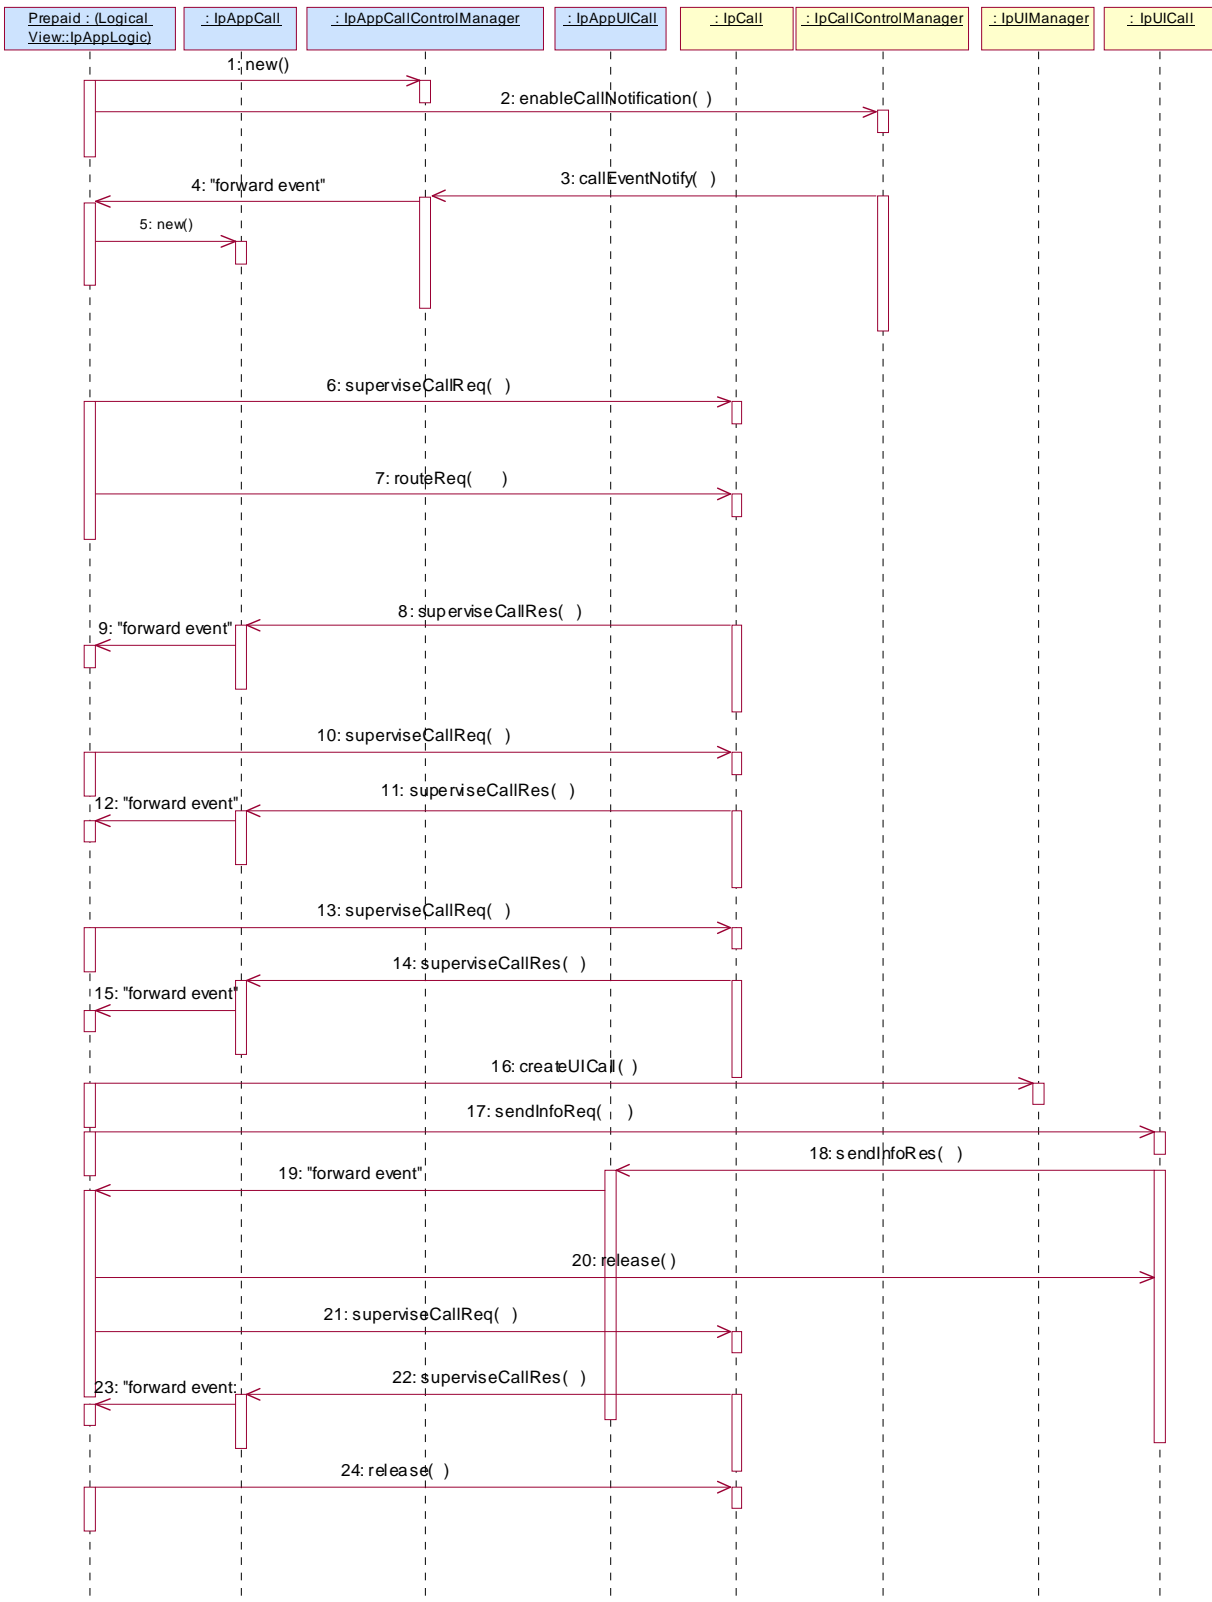 Prepaid : (Logical
View::IpAppLogic)
: IpAppCall
: IpAppCallControlManager
: IpAppUICall
: IpCall
: IpCallControlManager
: IpUIManager
: IpUICall
1: new()
2: enableCallNotification( )
3: callEventNotify( )
4: "forward event"
5: new()
6: superviseCallReq( )
7: routeReq( )
8: superviseCallRes( )
9: "forward event"
10: superviseCallReq( )
11: superviseCallRes( )
12: "forward event"
13: superviseCallReq( )
14: superviseCallRes( )
15: "forward event"
16: createUICall( )
17: sendInfoReq( )
18: sendInfoRes( )
19: "forward event"
20: release( )
21: superviseCallReq( )
22: superviseCallRes( )
23: "forward event:
24: release( )